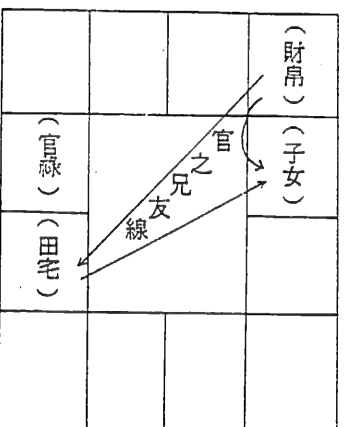 （財帛）
（子女）
官之兄友線
（官祿）
（田宅）